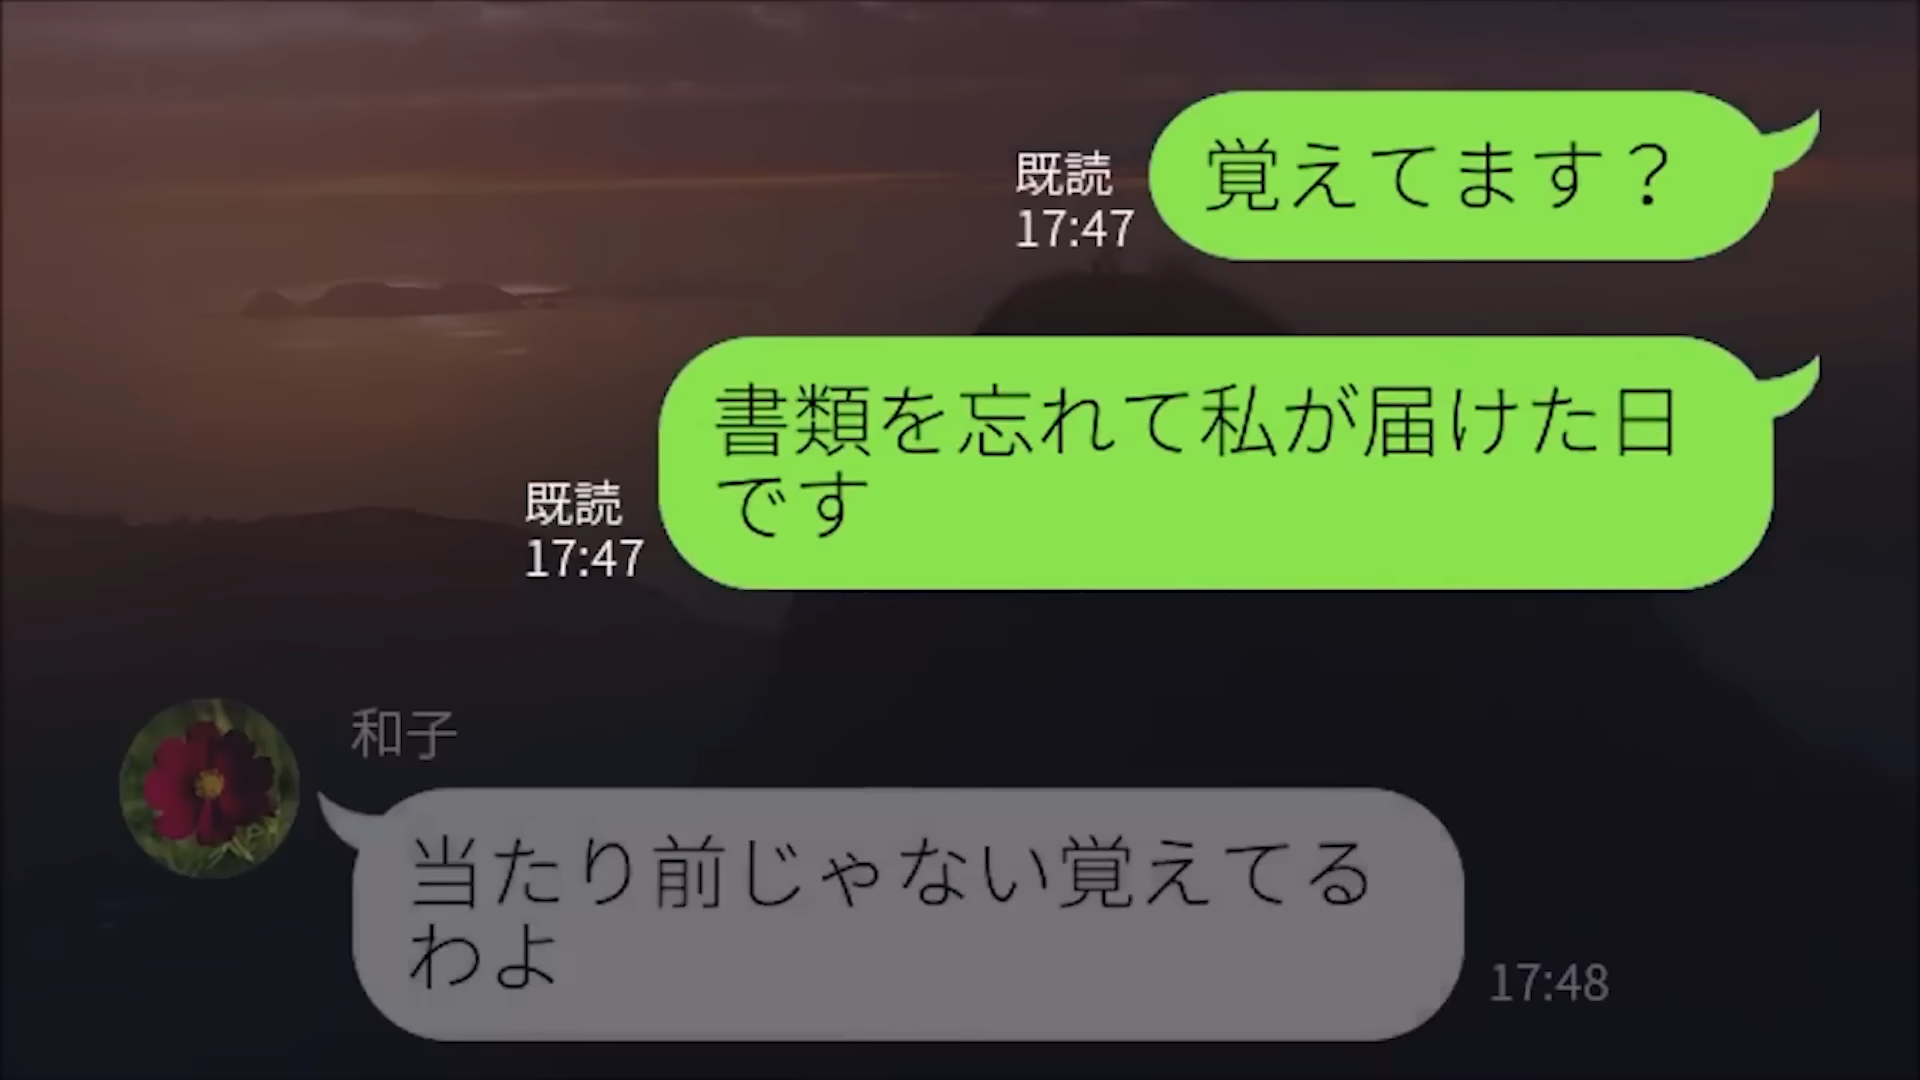 覚えてます？
既読
17:47
書類を忘れて私が届けた日
です
既読
17:47
和子
当たり前じゃない覚えてる
わよ
17:48